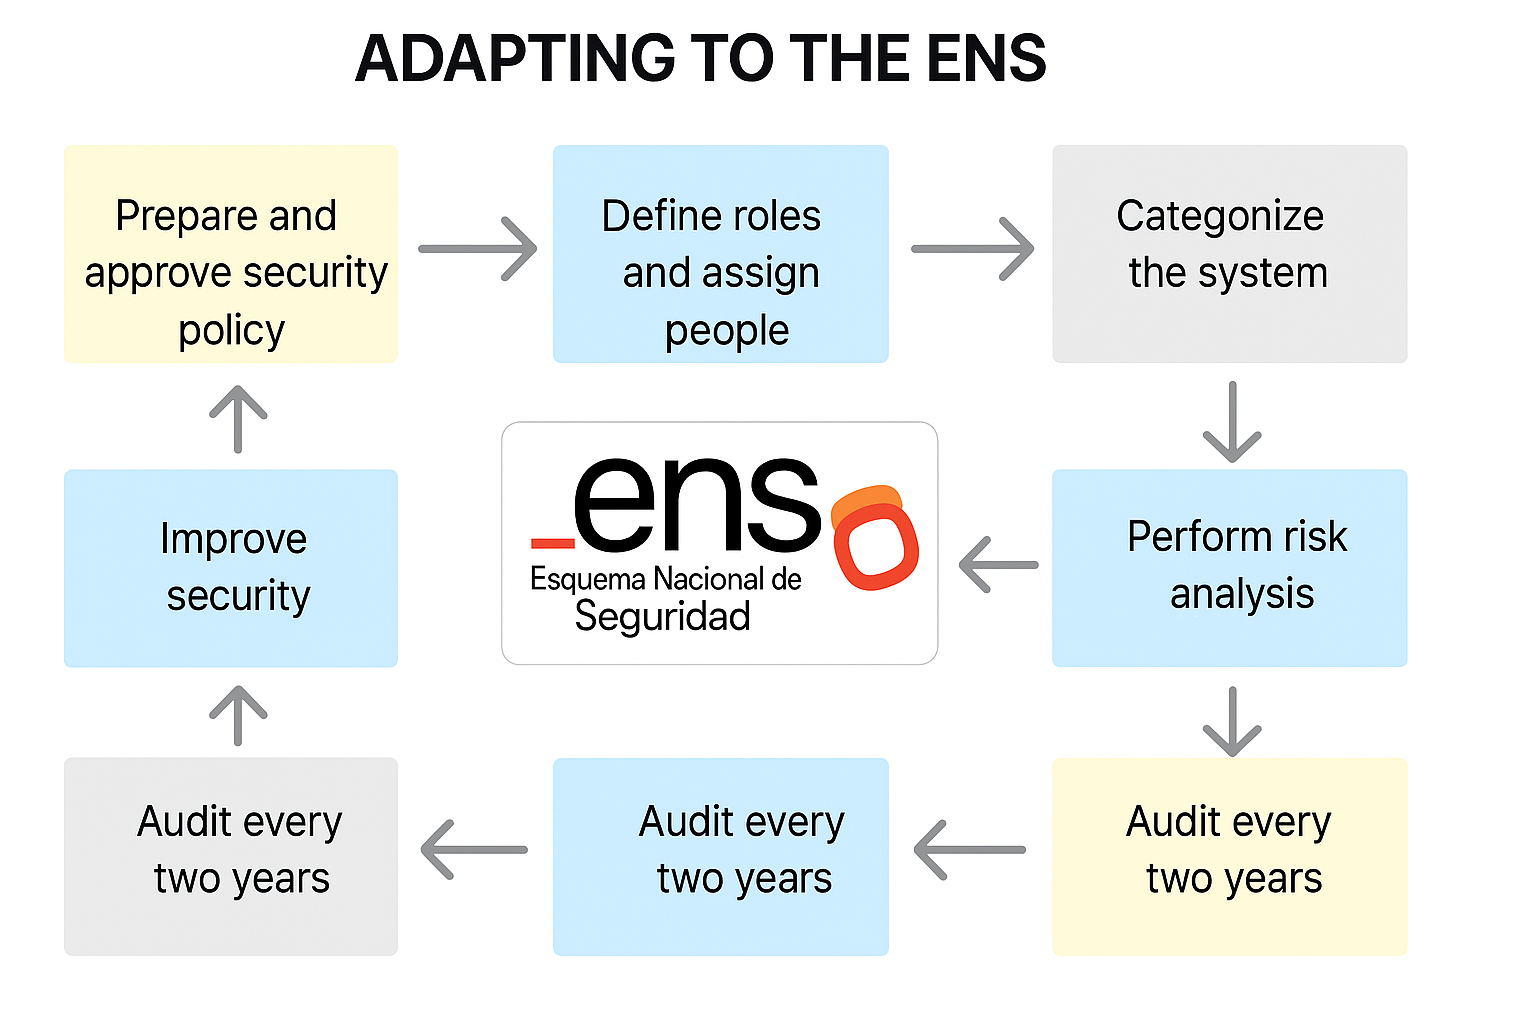 ADAPTING TO THE ENS
Prepare and
approve security
policy
Define roles
and assign
people
Categonize
the system
Improve
security
_ens
Esquema Nacional de
Seguridad
Perform risk
analysis
Audit every
two years
Audit every
two years
Audit every
two years